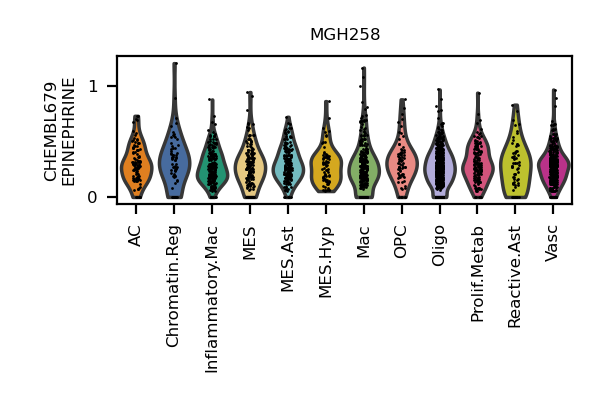 MGH258
CHEMBL679
EPINEPHRINE
1
0
AC
Chromatin.Reg
Inflammatory.Mac
MES
MES.Ast
MES.Hyp
Mac
OPC
Oligo
Prolif.Metab
Reactive.Ast
Vasc